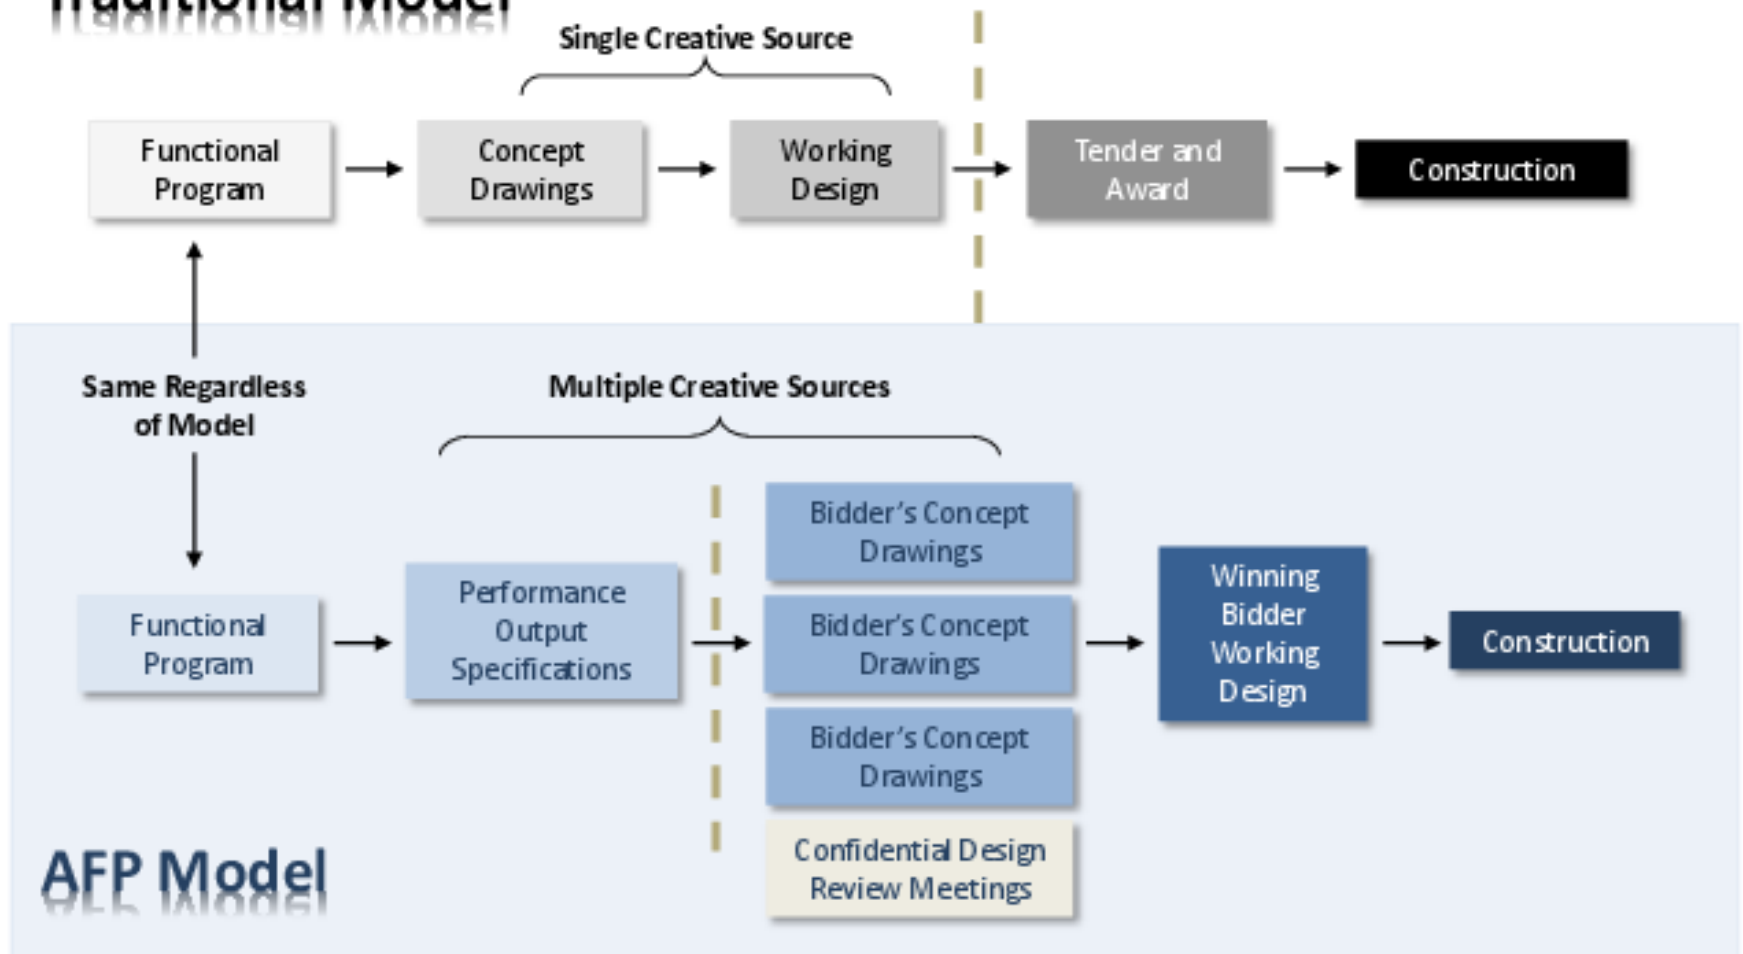 Traditional Model
Single Creative Source
Functional
Program
Concept
Drawings
Working
Design
Tender and
Award
Construction
Same Regardless
of Model
Multiple Creative Sources
Functional
Program
Performance
Output
Specifications
Bidder’s Concept
Drawings
Bidder’s Concept
Drawings
Bidder’s Concept
Drawings
Confidential Design
Review Meetings
Winning
Bidder
Working
Design
Construction
AFP Model